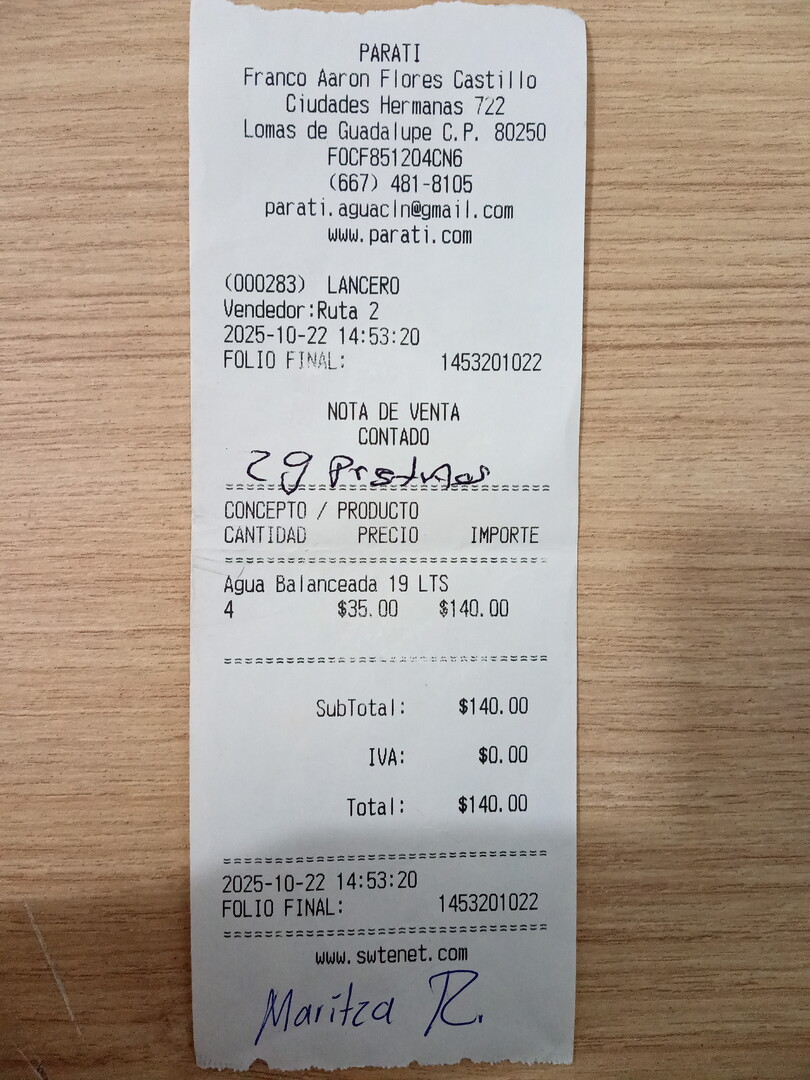 PARATI
Franco Aaron Flores Castillo
Ciudades Hermanas 722
Lomas de Guadalupe C.P. 80250
FOCF851204CN6
(667) 481-8105
parati.aguacln@gmail.com
www.parati.com
(000283) LANCERO
Vendedor:Ruta 2
2025-10-22 14:53:20
FOLIO FINAL: 1453201022
NOTA DE VENTA
CONTADO
CONCEPTO / PRODUCTO
CANTIDAD PRECIO IMPORTE
Agua Balanceada 19 LTS
4 $35.00 $140.00
SubTotal: $140.00
IVA: $0.00
Total: $140.00
2025-10-22 14:53:20
FOLIO FINAL: 1453201022
www.swtenet.com
Maritza R.